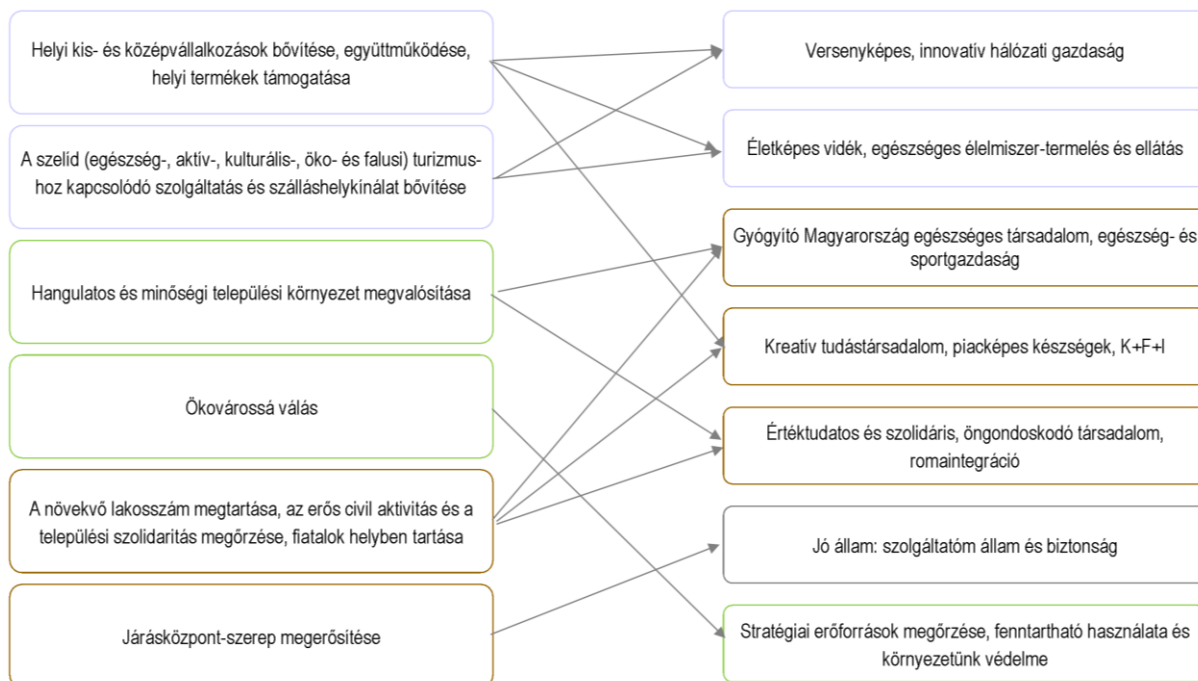 Helyi kis- és középvállalkozások bővítése, együttműködése,
helyi termékek támogatása
A szelíd (egészség-, aktív-, kulturális-, öko- és falusi) turizmus-
hoz kapcsolódó szolgáltatás és szálláshelykínálat bővítése
Hangulatos és minőségi települési környezet megvalósítása
Ökovárossá válás
A növekvő lakosszám megtartása, az erős civil aktivitás és a
települési szolidaritás megőrzése, fiatalok helyben tartása
Járásközpont-szerep megerősítése
Versenyképes, innovatív hálózati gazdaság
Életképes vidék, egészséges élelmiszer-termelés és ellátás
Gyógyító Magyarország egészséges társadalom, egészség- és
sportgazdaság
Kreatív tudástársadalom, piacképes készségek, K+F+I
Értéktudatos és szolidáris, öngondoskodó társadalom,
romaintegráció
Jó állam: szolgáltatóm állam és biztonság
Stratégiai erőforrások megőrzése, fenntartható használata és
környezetünk védelme